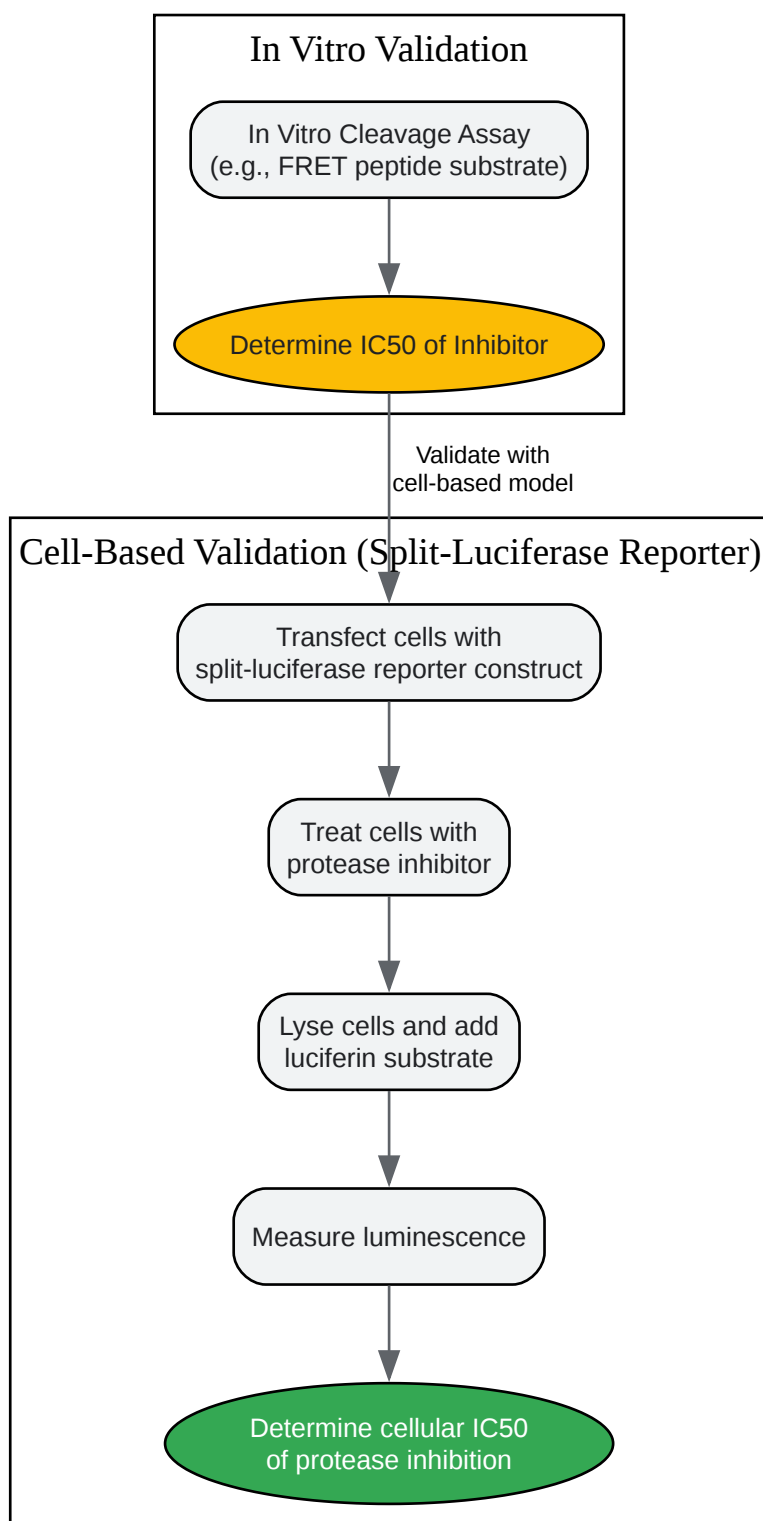 In Vitro Validation
In Vitro Cleavage Assay
(e.g., FRET peptide substrate)
Determine IC50 of Inhibitor
Validate with
cell-based model
Cell-Based Validation (Split-Luciferase Reporter)
Transfect cells with
split-luciferase reporter construct
Treat cells with
protease inhibitor
Lyse cells and add
luciferin substrate
Measure luminescence
Determine cellular IC50
of protease inhibition